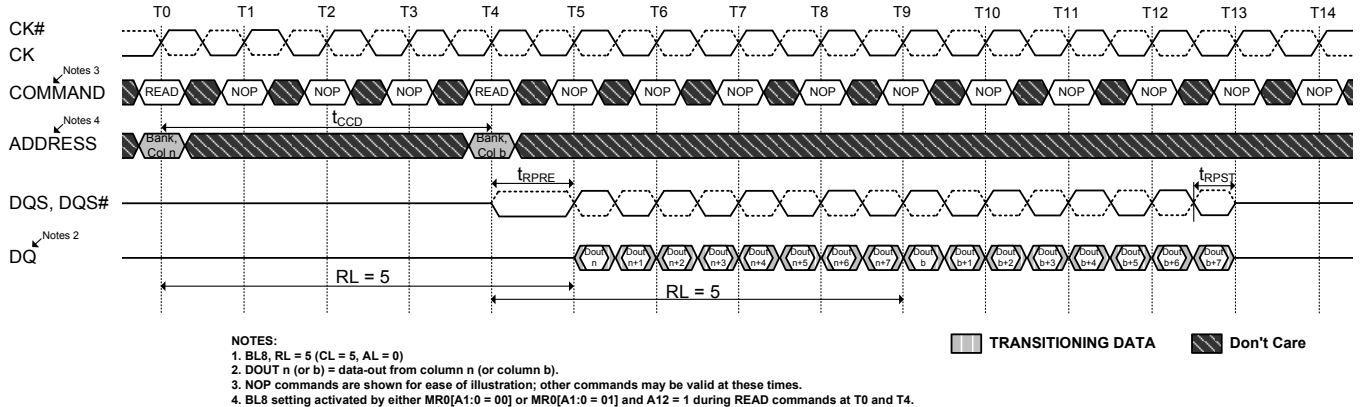 T0 T1 T2 T3 T4 T5 T6 T7 T8 T9 T10 T11 T12 T13 T14
CK#
CK
Notes 3
COMMAND READ NOP NOP NOP READ NOP NOP NOP NOP NOP NOP NOP NOP NOP NOP
tCCD
Notes 4
ADDRESS Bank, Col n Bank, Col b
tRPRE tRPST
DQS, DQS#
Notes 2
DQ Dout n Dout n+1 Dout n+2 Dout n+3 Dout n+4 Dout n+5 Dout n+6 Dout n+7 Dout b Dout b+1 Dout b+2 Dout b+3 Dout b+4 Dout b+5 Dout b+6 Dout b+7
RL = 5 RL = 5
NOTES:
1. BL8, RL = 5 (CL = 5, AL = 0)
2. DOUT n (or b) = data-out from column n (or column b).
3. NOP commands are shown for ease of illustration; other commands may be valid at these times.
4. BL8 setting activated by either MR0[A1:0 = 00] or MR0[A1:0 = 01] and A12 = 1 during READ commands at T0 and T4.
TRANSITIONING DATA Don't Care